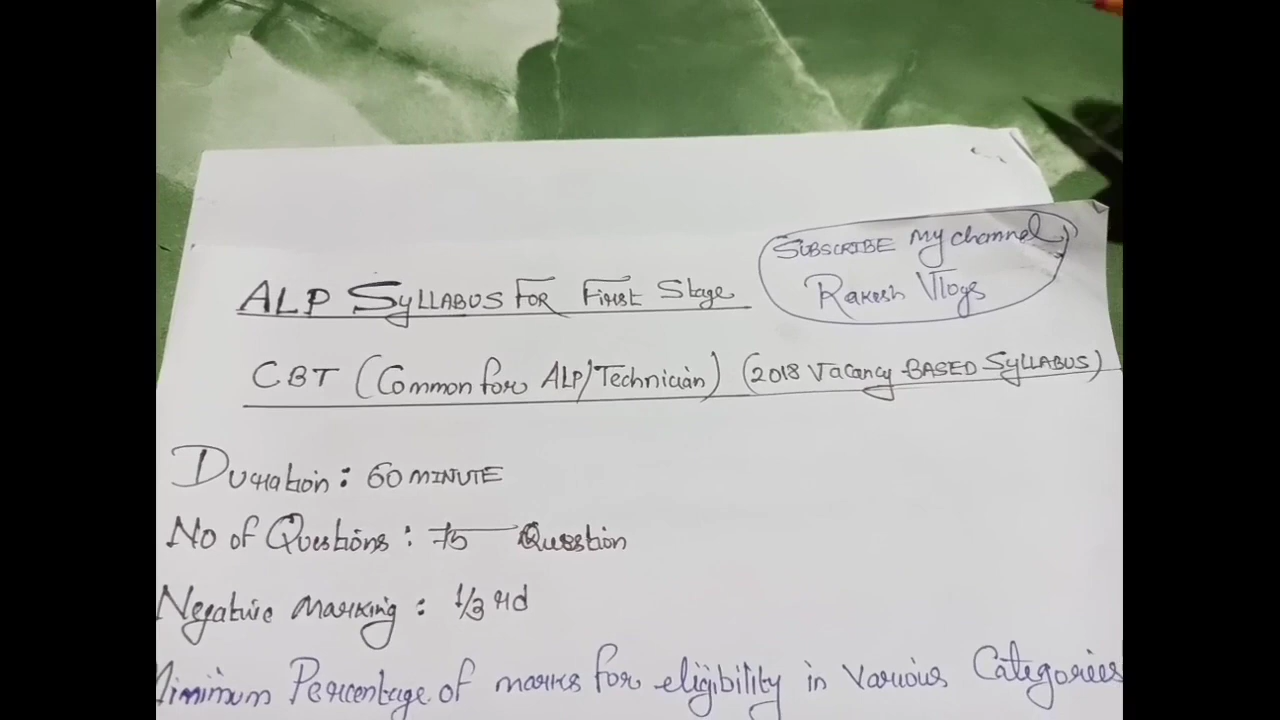 SUBSCRIBE My channel
Rakesh Vlogs
ALP SYLLABUS FOR First Stage
CBT (Common for ALP/Technician) (2018 Vacancy BASED SYLLABUS)
Duration : 60 MINUTE
No of Questions : 75 Question
Negative Marking : 1/3 rd
Minimum Percentage of marks for eligibility in Various Categories